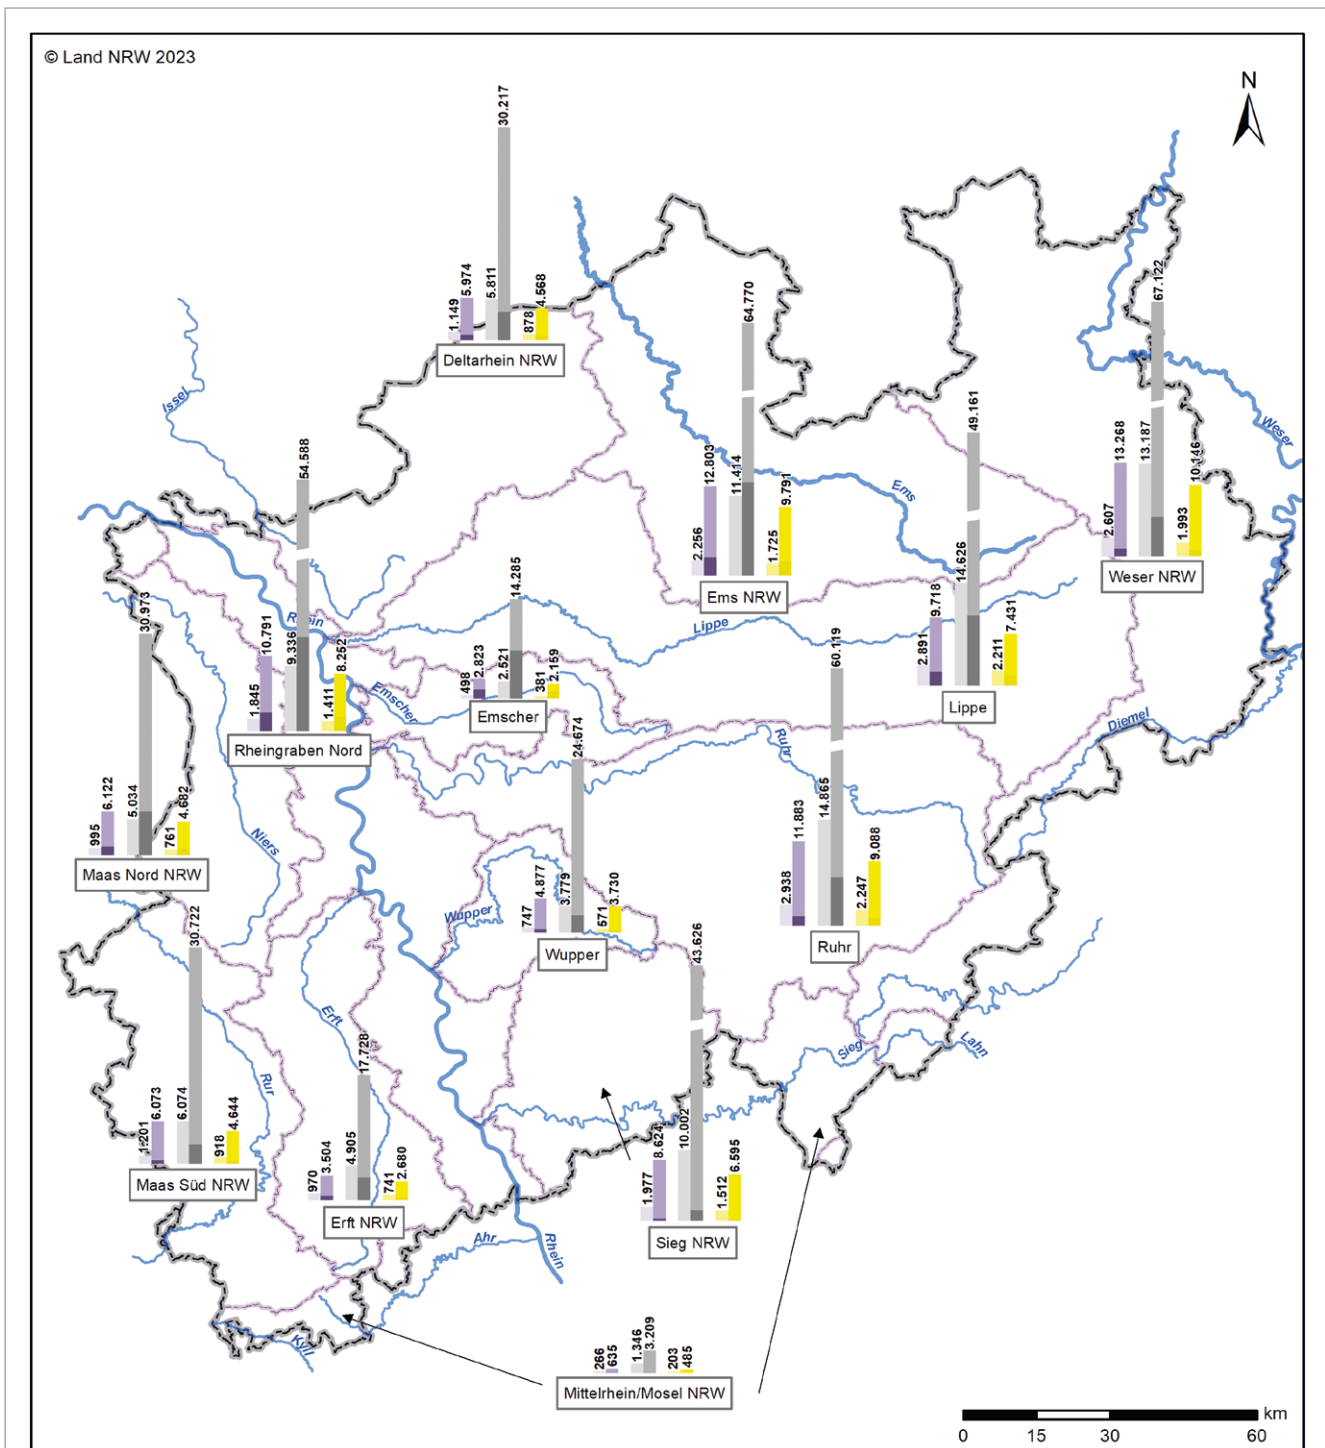 © Land NRW 2023
N
1.149
5.974
5.811
30.217
878
4.568
Deltarhein NRW
Issel
Weser
2.256
12.803
11.414
64.770
1.725
9.791
Ems NRW
Ems
2.607
13.268
13.187
67.122
1.993
10.146
Weser NRW
2.891
9.718
14.626
49.161
2.211
7.431
Lippe
Lippe
1.845
10.791
9.336
54.588
1.411
8.252
Rheingraben Nord
Rhein
Emscher
498
2.823
2.521
14.285
381
2.159
Emscher
Diemel
Ruhr
995
6.122
5.034
30.973
761
4.682
Maas Nord NRW
Niers
747
4.877
3.779
24.674
571
3.730
Wupper
Wupper
2.938
11.883
14.865
60.119
2.247
9.088
Ruhr
1.201
6.073
6.074
30.722
918
4.644
Maas Süd NRW
Rur
Erft
970
3.504
4.905
17.728
741
2.680
Erft NRW
1.977
8.624
10.002
43.626
1.512
6.595
Sieg NRW
Sieg
Lahn
Ahr
Rhein
Kyll
266
635
1.346
3.209
203
485
Mittelrhein/Mosel NRW
km
0 15 30 60